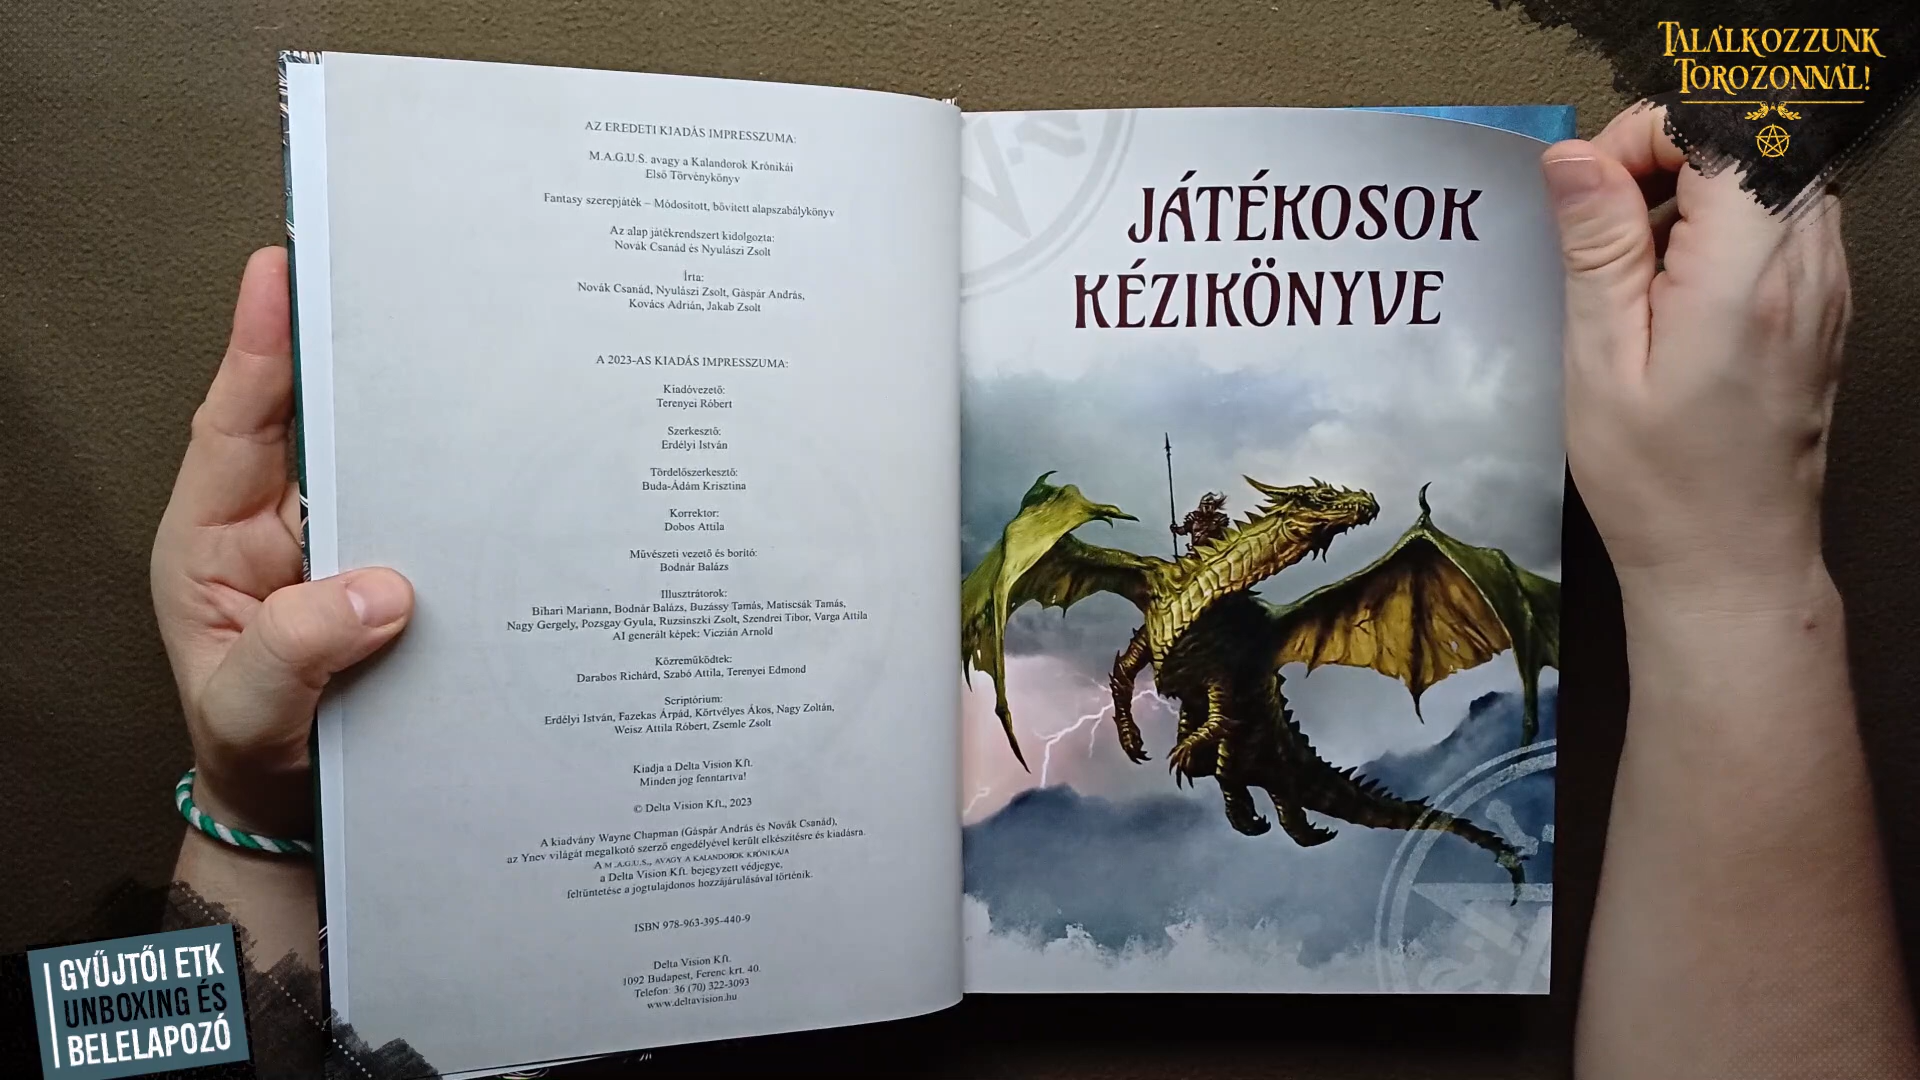 AZ EREDETI KIADÁS IMPRESSZUMA:
M.A.G.U.S. avagy a Kalandorok Krónikái
Első Törvénykönyv
Fantasy szerepjáték – Módosított, bővített alapszabálykönyv
Az alap játékrendszert kidolgozta:
Novák Csanád és Nyulászi Zsolt
Írta:
Novák Csanád, Nyulászi Zsolt, Gáspár András,
Kovács Adrián, Jakab Zsolt
A 2023-AS KIADÁS IMPRESSZUMA:
Kiadóvezető:
Terenyei Róbert
Szerkesztő:
Erdélyi István
Tördelőszerkesztő:
Buda-Ádám Krisztina
Korrektor:
Dobos Attila
Művészeti vezető és borító:
Bodnár Balázs
Illusztrátorok:
Bihari Mariann, Bodnár Balázs, Buzássy Tamás, Matiscsák Tamás,
Nagy Gergely, Pozsgay Gyula, Ruzsinszki Zsolt, Szendrei Tibor, Varga Attila
AI generált képek: Viczián Arnold
Közreműködtek:
Darabos Richárd, Szabó Attila, Terenyei Edmond
Scriptórium:
Erdélyi István, Fazekas Árpád, Körtvélyes Ákos, Nagy Zoltán,
Weisz Attila Róbert, Zsemle Zsolt
Kiadja a Delta Vision Kft.
Minden jog fenntartva!
© Delta Vision Kft., 2023
A kiadvány Wayne Chapman (Gáspár András és Novák Csanád),
az Ynev világát megalkotó szerző engedélyével került elkészítésre és kiadásra.
A M.A.G.U.S., AVAGY A KALANDOROK KRÓNIKÁJA
a Delta Vision Kft. bejegyzett védjegye,
feltüntetése a jogtulajdonos hozzájárulásával történik.
ISBN 978-963-395-440-9
Delta Vision Kft.
1092 Budapest, Ferenc krt. 40.
Telefon: 36 (70) 322-3093
www.deltavision.hu
JÁTÉKOSOK
KÉZIKÖNYVE
TALÁLKOZZUNK
TOROZONNÁL!
GYŰJTŐI ETK
UNBOXING ÉS
BELELAPOZÓ